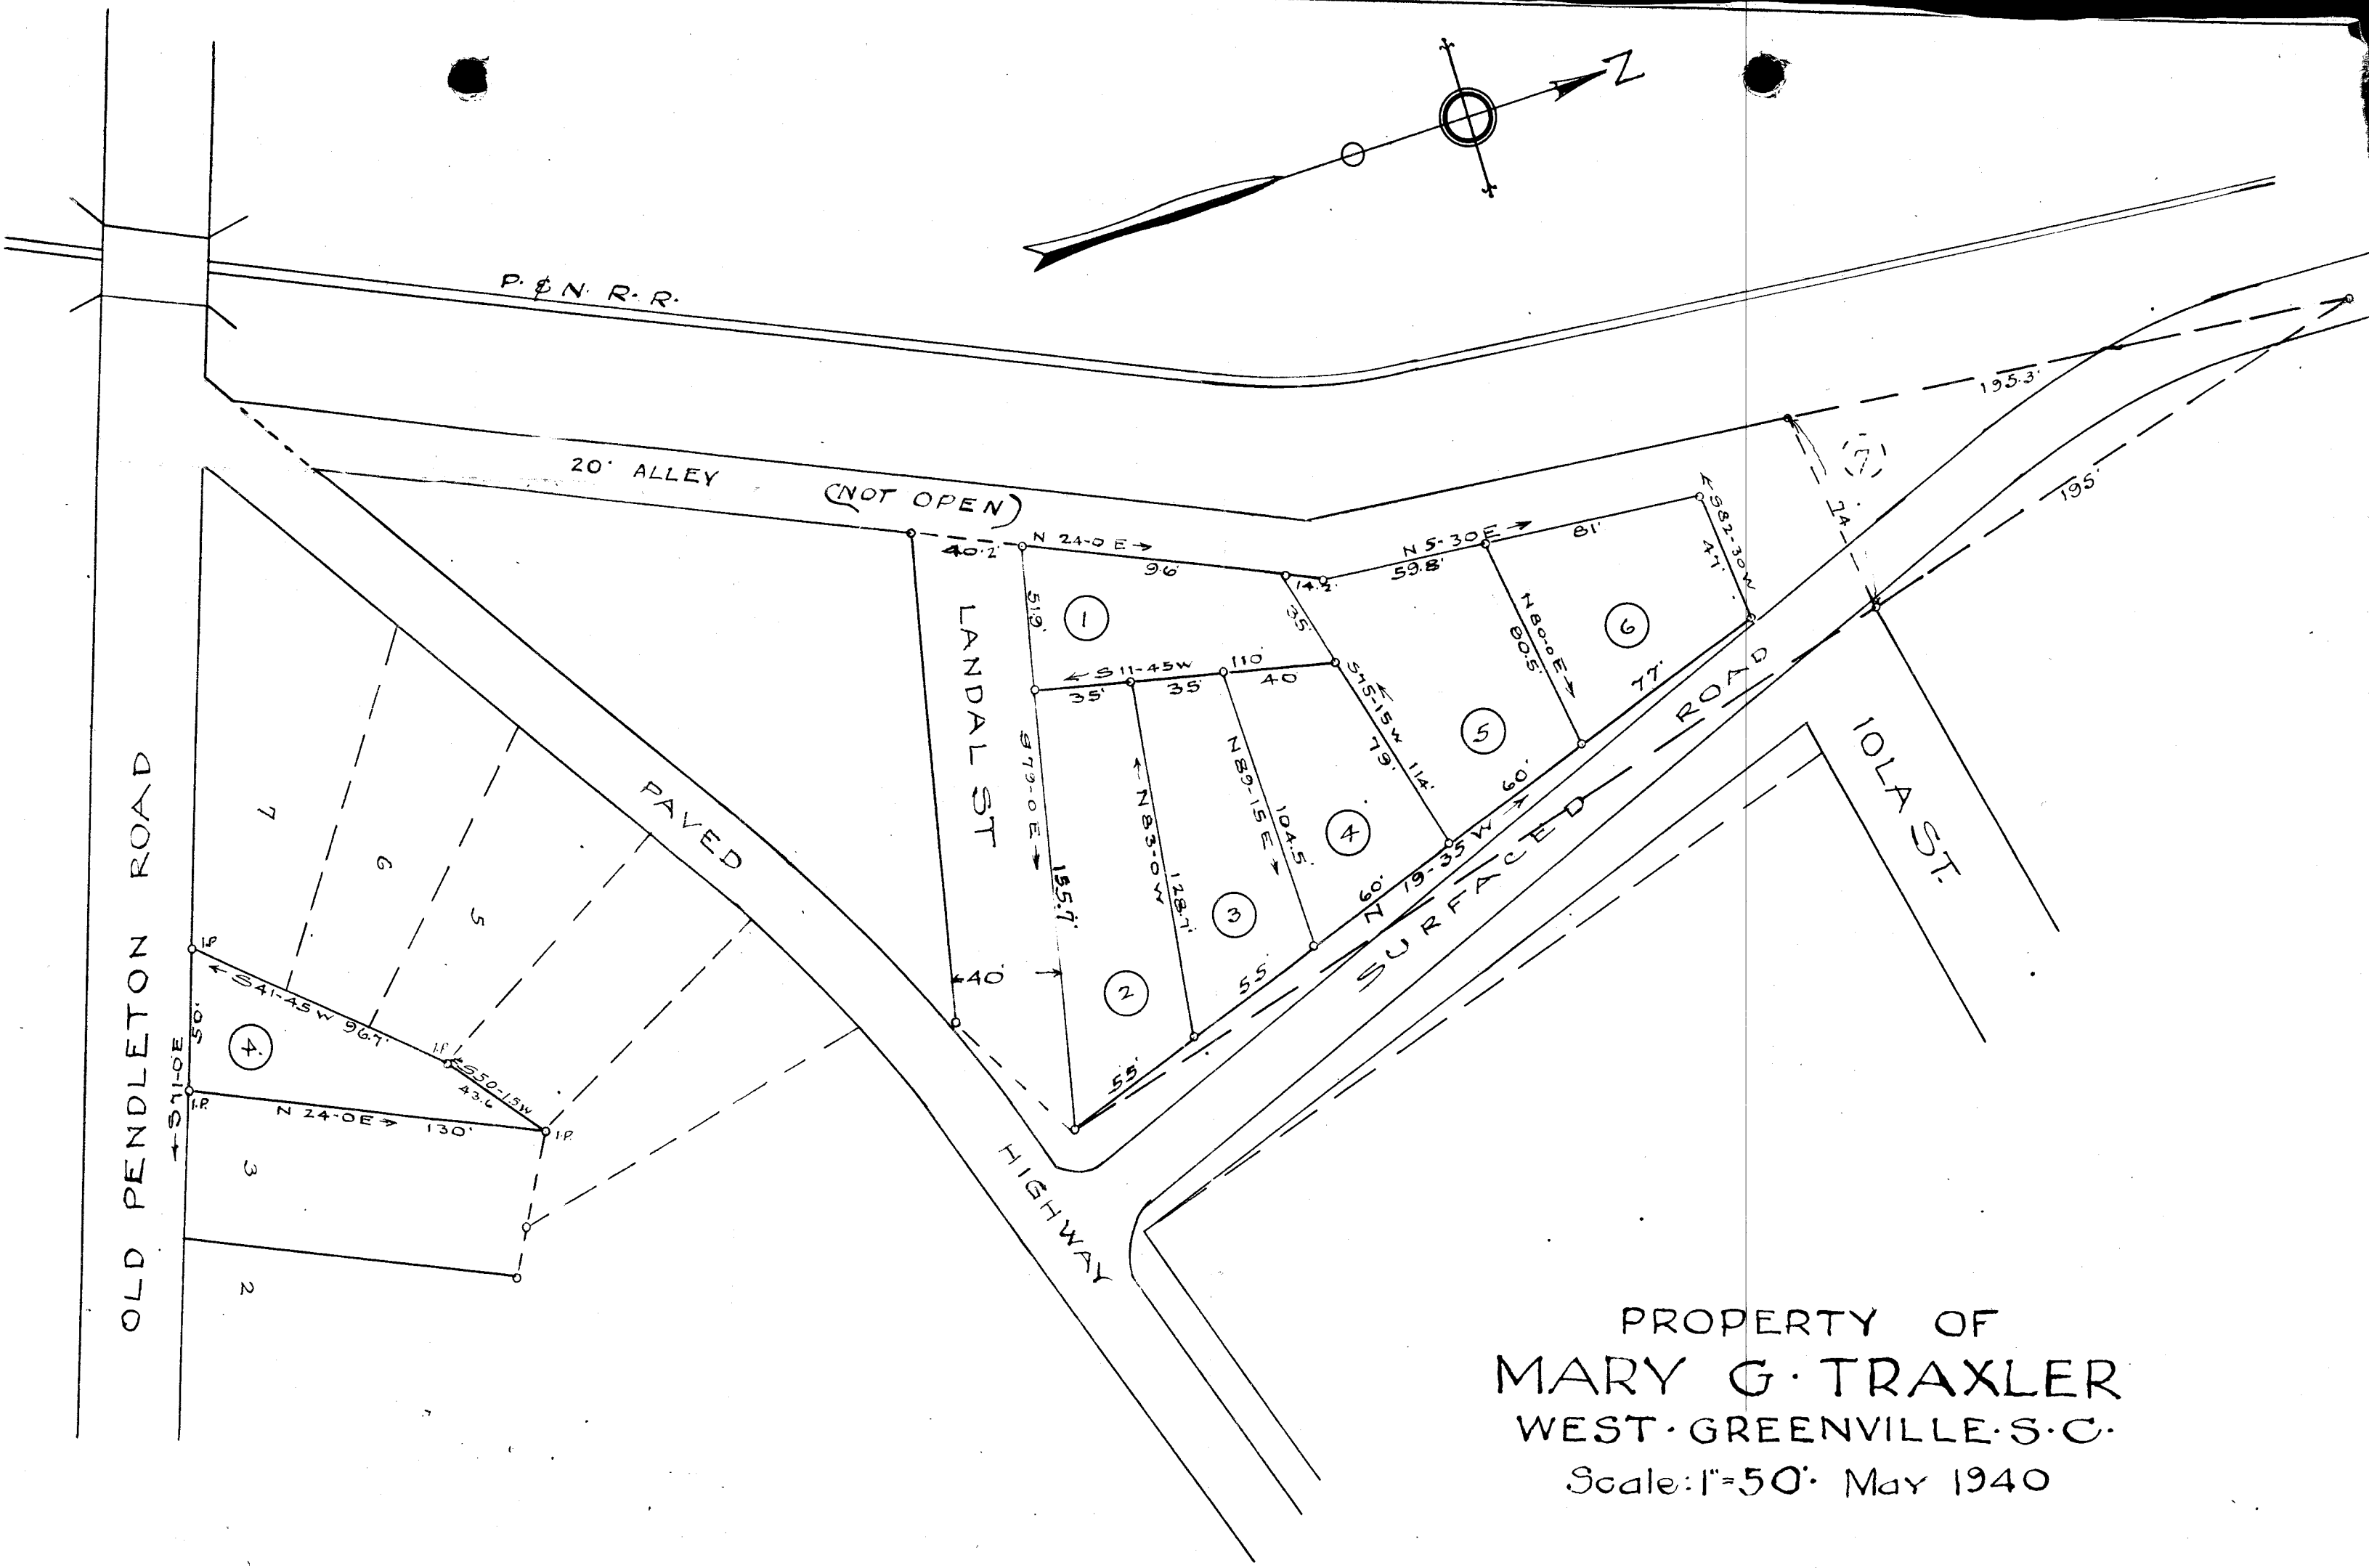 N
P. & N. R. R.
20' ALLEY
(NOT OPEN)
195.3'
195'
7
74'
40.2'
N 24-0 E →
96'
14.2'
N 5-30 E →
59.8'
81'
← S 82-30 W
47'
51.9'
1
35'
← S 11-45 W
110'
35'
35'
40'
N 80-0 E →
80.5'
6
77'
LANDAL ST
S 79-0 E →
155.7'
← N 83-0 W
128.7'
N 89-15 E →
104.5'
← S 75-15 W
79'
114'
5
60'
4
3
2
60'
N 19-35 W →
55'
55'
← 40' →
SURFACED ROAD
IOLA ST.
PAVED
HIGHWAY
OLD PENDLETON ROAD
7
6
5
I.P.
← S 41-45 W 96.7'
50'
4
← S 71-0 E
I.P.
← S 50-15 W
43.6
I.P.
N 24-0 E → 130'
I.P.
3
2
PROPERTY OF
MARY G. TRAXLER
WEST. GREENVILLE. S. C.
Scale: 1" = 50'. May 1940